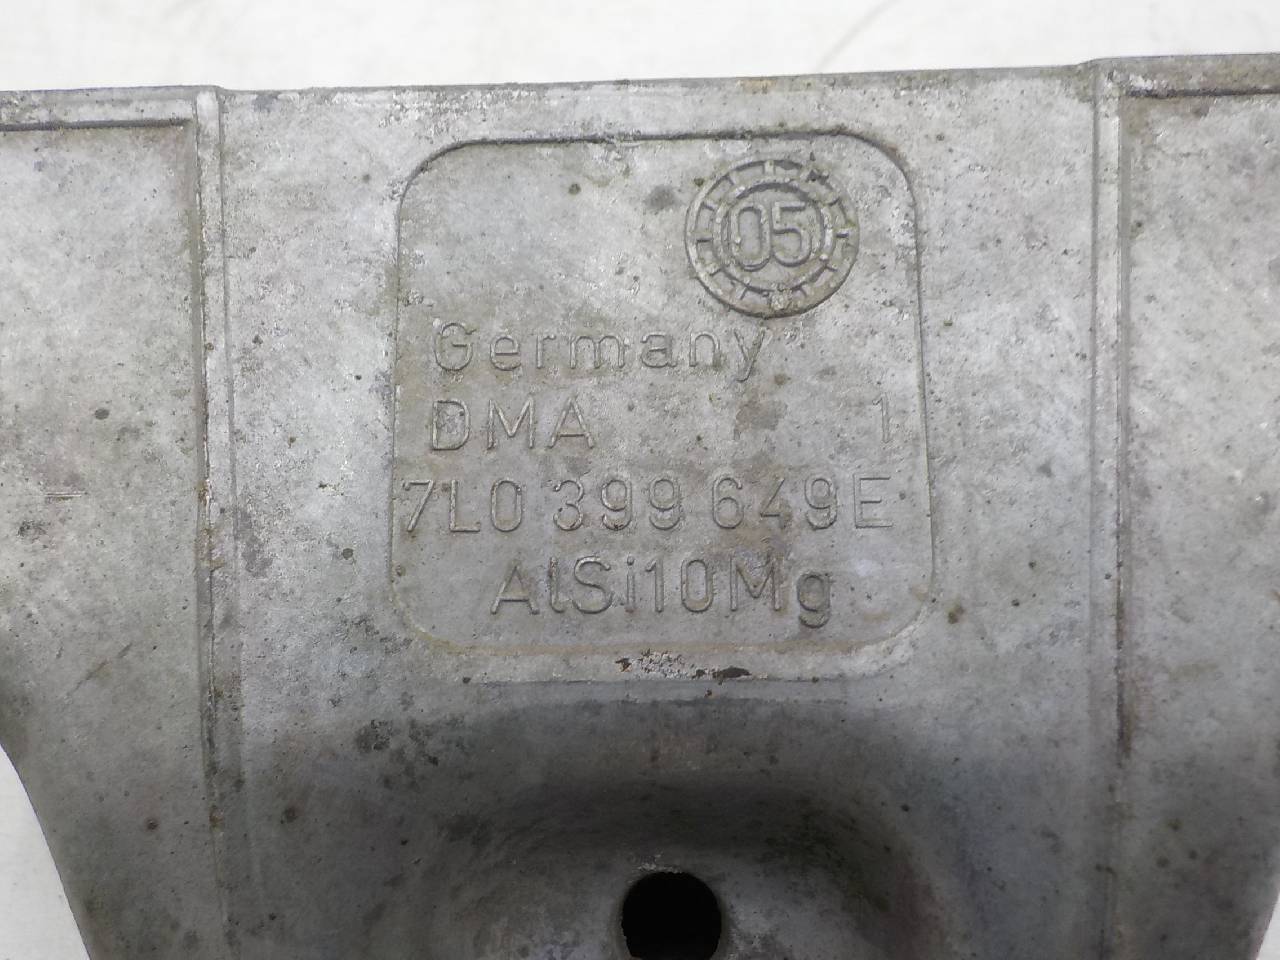 05
Germany
DMA 1
7L0 399 649E
AlSi10Mg